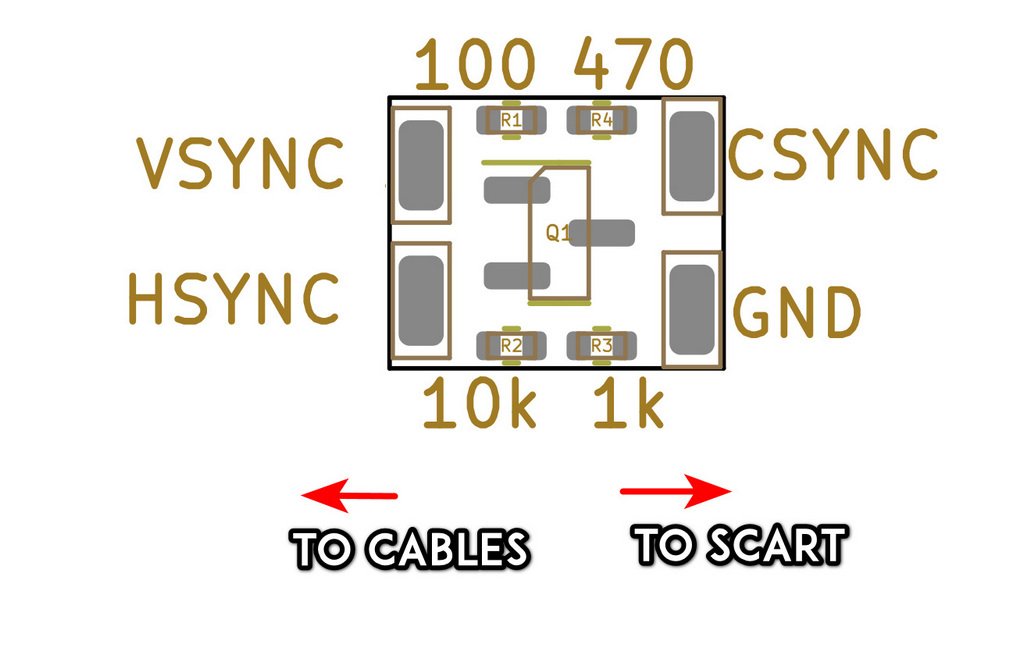 100 470
R1 R4
VSYNC CSYNC
Q1
HSYNC GND
R2 R3
10k 1k
TO CABLES TO SCART